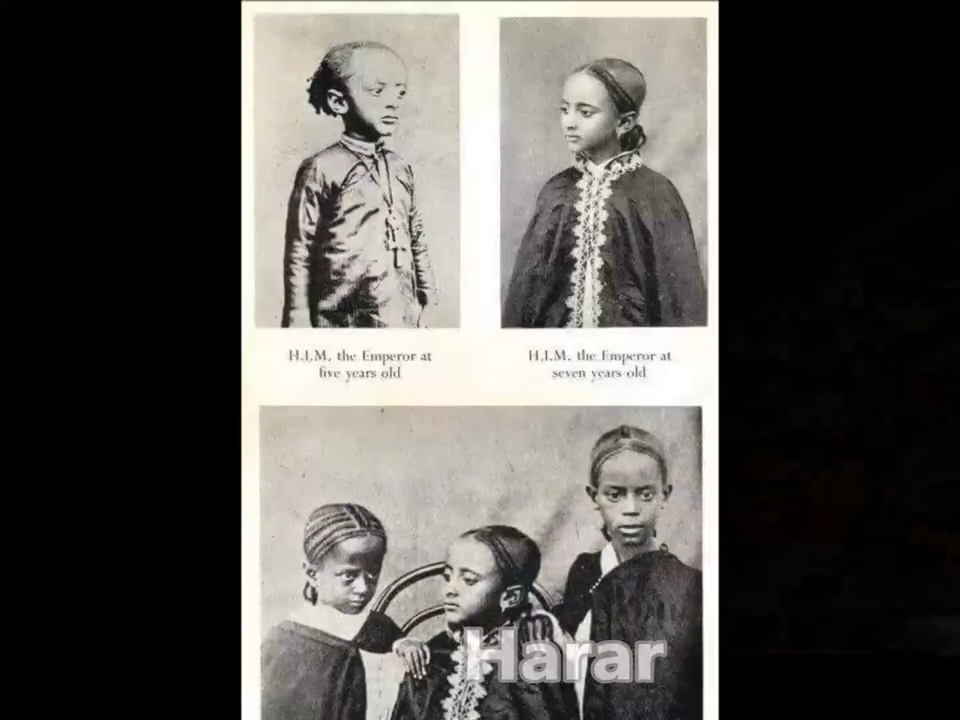 H.I.M. the Emperor at
five years old
H.I.M. the Emperor at
seven years old
Harar